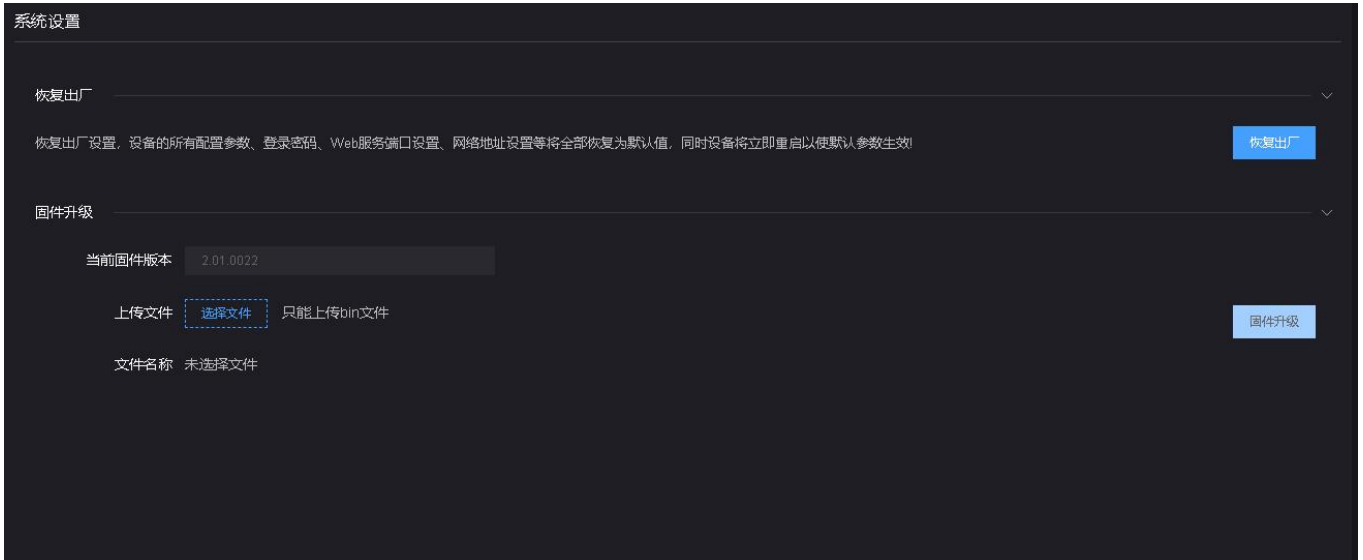 系统设置
恢复出厂
恢复出厂设置，设备的所有配置参数、登录密码、Web服务端口设置、网络地址设置等将全部恢复为默认值，同时设备将立即重启以使默认参数生效!
恢复出厂
固件升级
当前固件版本 2.01.0022
上传文件 选择文件 只能上传bin文件
固件升级
文件名称 未选择文件